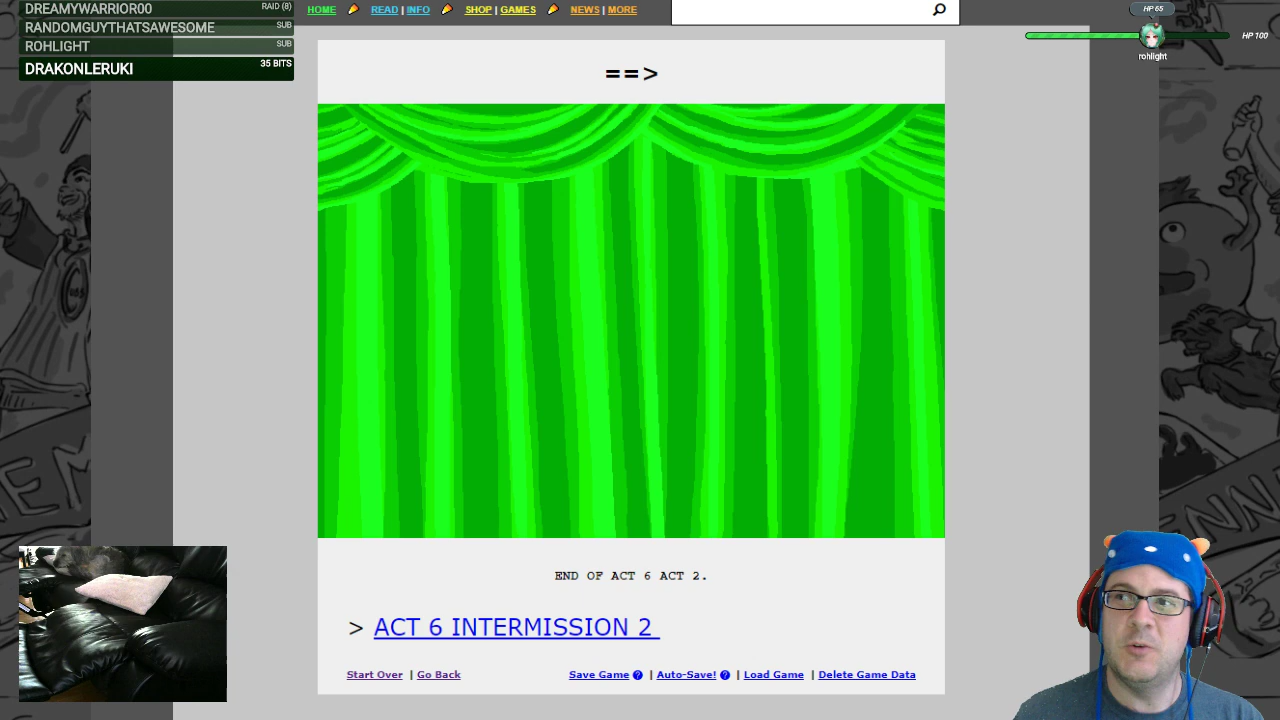 DREAMYWARRIOR00 RAID (8)
RANDOMGUYTHATSAWESOME SUB
ROHLIGHT SUB
DRAKONLERUKI 35 BITS
HOME READ | INFO SHOP | GAMES NEWS | MORE
HP 65
HP 100
rohlight
==>
END OF ACT 6 ACT 2.
> ACT 6 INTERMISSION 2
Start Over | Go Back Save Game ? | Auto-Save! ? | Load Game | Delete Game Data